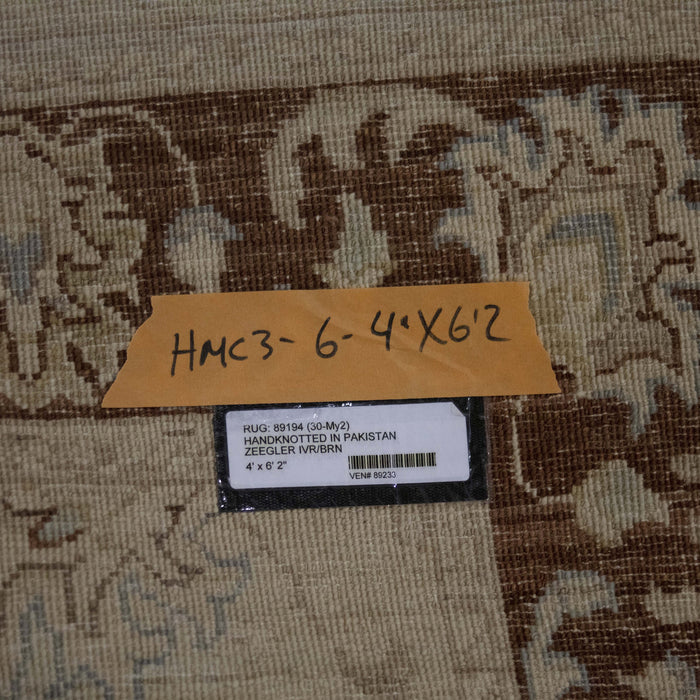 HMC3- 6- 4'X6'2
RUG: 89194 (30-My2)
HANDKNOTTED IN PAKISTAN
ZEEGLER IVR/BRN
4' x 6' 2"
VEN# 89233